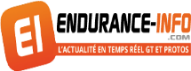 EI ENDURANCE-INFO
.COM
L'ACTUALITÉ EN TEMPS RÉEL GT ET PROTOS